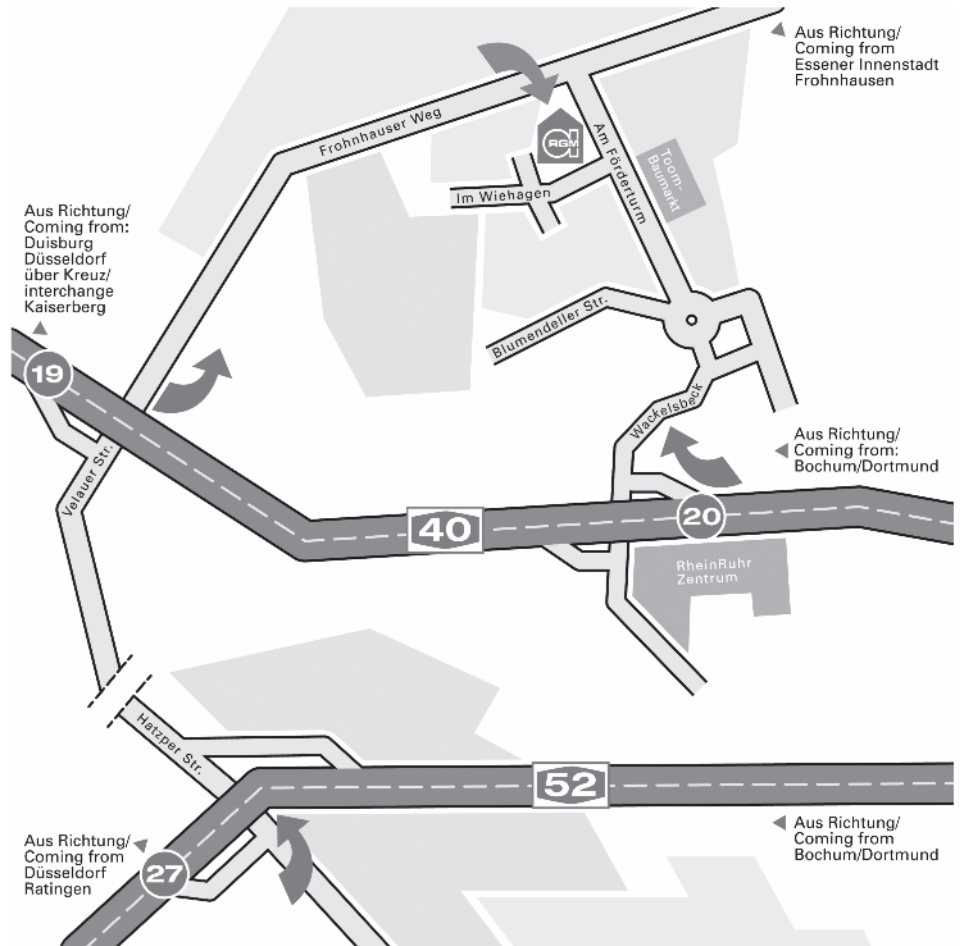 Aus Richtung/
Coming from
Essener Innenstadt
Frohnhausen
Frohnhauser Weg
RGM
Am Förderturm
Toom-
Baumarkt
Im Wiehagen
Aus Richtung/
Coming from:
Duisburg
Düsseldorf
über Kreuz/
interchange
Kaiserberg
Blumendeller Str.
19
Wackelsbeck
Aus Richtung/
Coming from:
Bochum/Dortmund
Velauer Str.
40
20
RheinRuhr
Zentrum
Hatzper Str.
52
Aus Richtung/
Coming from
Düsseldorf
Ratingen
27
Aus Richtung/
Coming from
Bochum/Dortmund